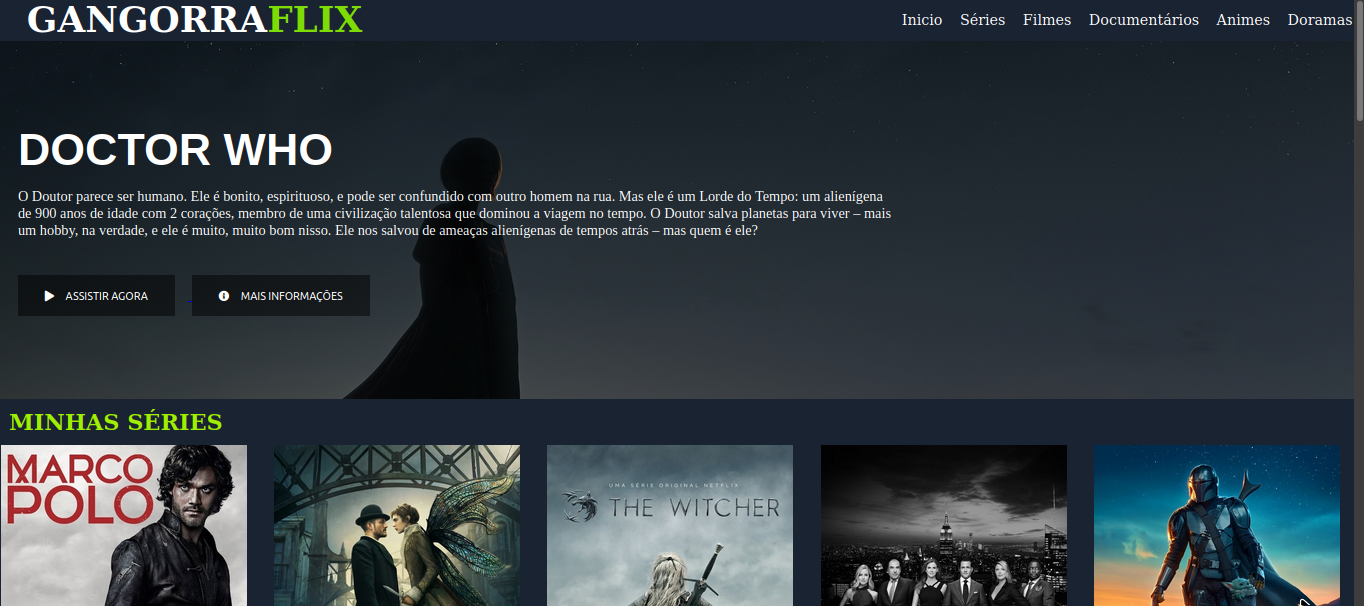 GANGORRAFLIX
Inicio Séries Filmes Documentários Animes Doramas
DOCTOR WHO
O Doutor parece ser humano. Ele é bonito, espirituoso, e pode ser confundido com outro homem na rua. Mas ele é um Lorde do Tempo: um alienígena
de 900 anos de idade com 2 corações, membro de uma civilização talentosa que dominou a viagem no tempo. O Doutor salva planetas para viver – mais
um hobby, na verdade, e ele é muito, muito bom nisso. Ele nos salvou de ameaças alienígenas de tempos atrás – mas quem é ele?
ASSISTIR AGORA MAIS INFORMAÇÕES
MINHAS SÉRIES
MARCO
POLO
UMA SÉRIE ORIGINAL NETFLIX
THE WITCHER